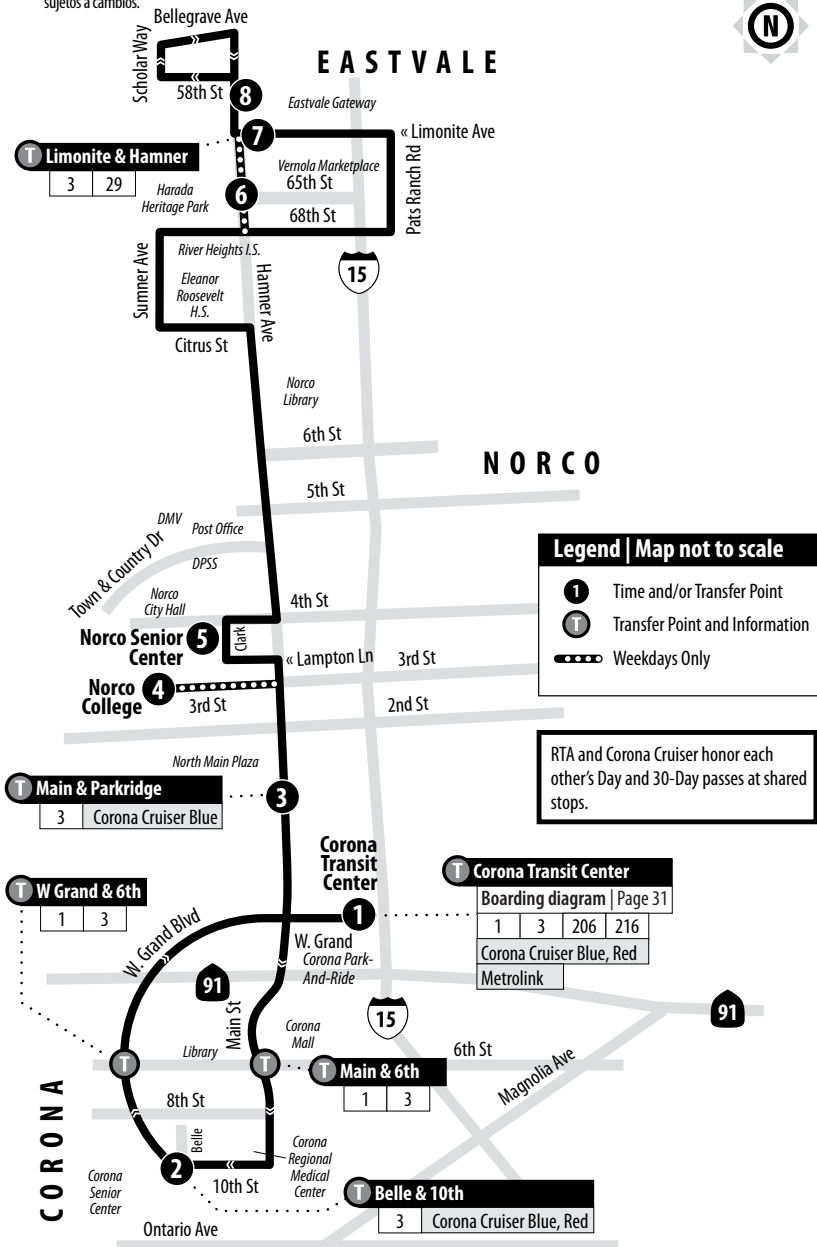 sujetos a cambios.
Bellegrave Ave
Scholar Way
58th St
8
EASTVALE
N
Eastvale Gateway
7
« Limonite Ave
T Limonite & Hamner
3 29
Harada
Heritage Park
6
Vernola Marketplace
65th St
68th St
Pats Ranch Rd
River Heights I.S.
Sumner Ave
Eleanor
Roosevelt
H.S.
Hamner Ave
15
Citrus St
Norco
Library
6th St
NORCO
5th St
DMV
Post Office
Town & Country Dr
DPSS
Norco
City Hall
4th St
Norco Senior
Center
5
Clark
« Lampton Ln
3rd St
Norco
College
4
3rd St
2nd St
Legend | Map not to scale
1 Time and/or Transfer Point
T Transfer Point and Information
Weekdays Only
RTA and Corona Cruiser honor each
other's Day and 30-Day passes at shared
stops.
North Main Plaza
T Main & Parkridge
3 Corona Cruiser Blue
3
Corona
Transit
Center
1
T Corona Transit Center
Boarding diagram | Page 31
1 3 206 216
Corona Cruiser Blue, Red
Metrolink
T W Grand & 6th
1 3
W. Grand Blvd
W. Grand
Corona Park-
And-Ride
91
91
15
Main St
Corona
Mall
T
Library
T
6th St
T Main & 6th
1 3
Magnolia Ave
8th St
CORONA
Belle
2
10th St
Corona
Regional
Medical
Center
Corona
Senior
Center
T Belle & 10th
3 Corona Cruiser Blue, Red
Ontario Ave